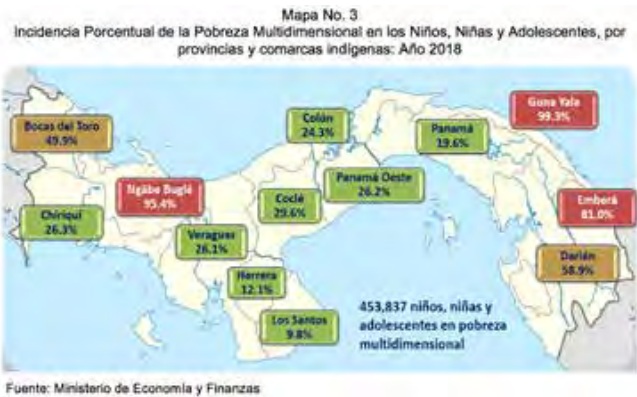 Mapa No. 3
Incidencia Porcentual de la Pobreza Multidimensional en los Niños, Niñas y Adolescentes, por
provincias y comarcas indígenas: Año 2018
Guna Yala
99.3%
Colón
24.3%
Panamá
19.6%
Bocas del Toro
49.9%
Panamá Oeste
26.2%
Ngäbe Buglé
95.4%
Emberá
81.0%
Coclé
29.6%
Chiriquí
26.3%
Veraguas
26.1%
Darién
58.9%
Herrera
12.1%
453,837 niños, niñas y
adolescentes en pobreza
multidimensional
Los Santos
9.8%
Fuente: Ministerio de Economía y Finanzas